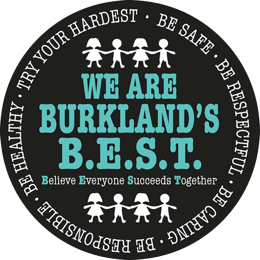 TRY YOUR HARDEST · BE SAFE · BE RESPECTFUL · BE CARING · BE RESPONSIBLE · BE HEALTHY ·
WE ARE
BURKLAND'S
B.E.S.T.
Believe Everyone Succeeds Together